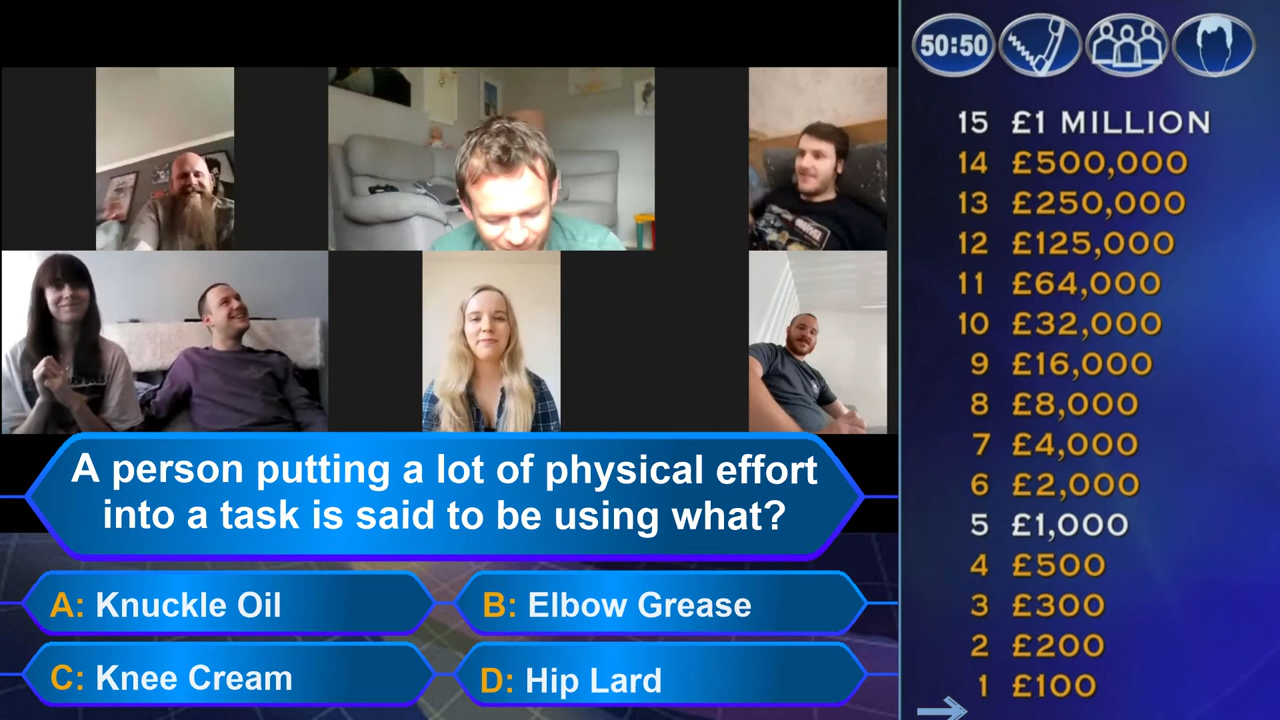 50:50
15 £1 MILLION
14 £500,000
13 £250,000
12 £125,000
11 £64,000
10 £32,000
9 £16,000
8 £8,000
7 £4,000
6 £2,000
5 £1,000
4 £500
3 £300
2 £200
1 £100
A person putting a lot of physical effort
into a task is said to be using what?
A: Knuckle Oil
B: Elbow Grease
C: Knee Cream
D: Hip Lard